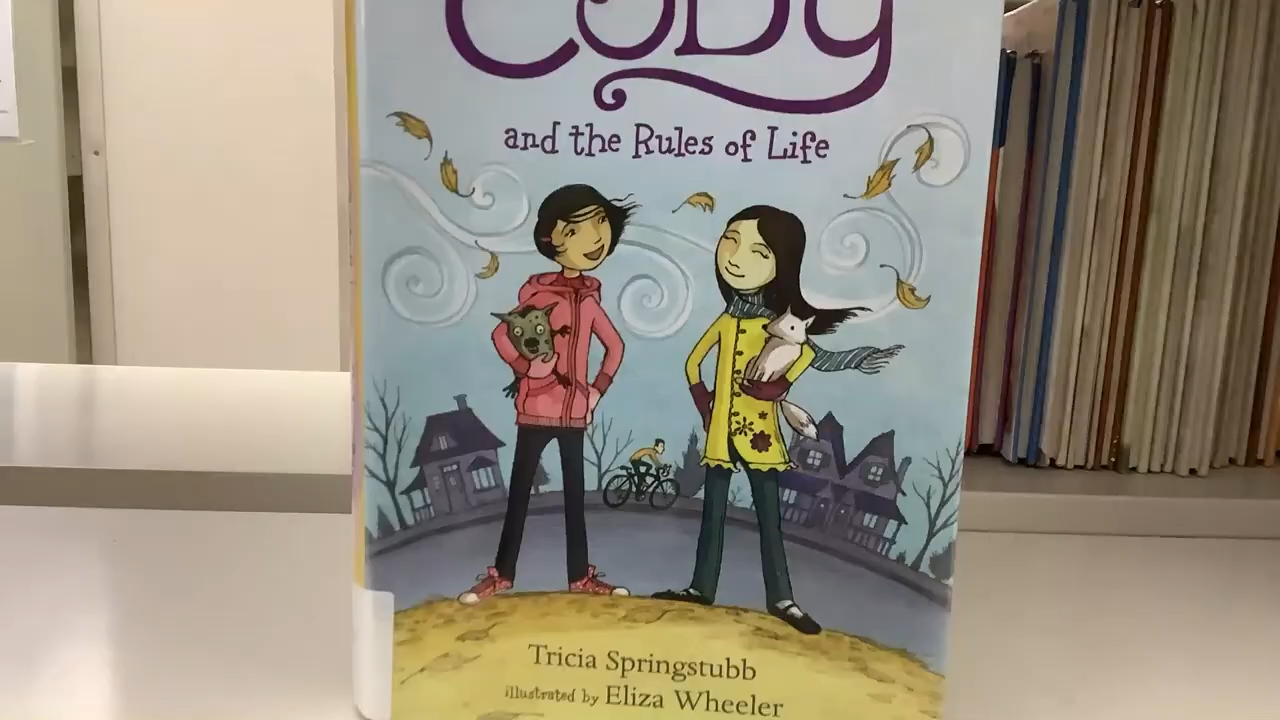 CODy
and the Rules of Life
Tricia Springstubb
illustrated by Eliza Wheeler